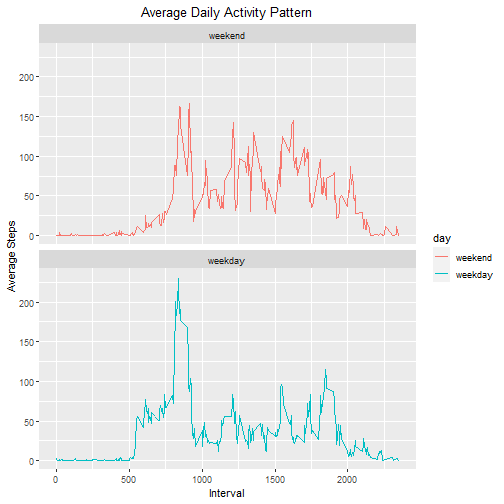 Average Daily Activity Pattern
weekend
200
150
100
50
0
weekday
200
150
100
50
0
Average Steps
0 500 1000 1500 2000
Interval
day
weekend
weekday